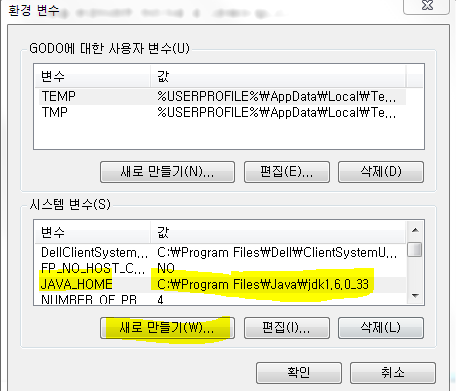 환경 변수
GODO에 대한 사용자 변수(U)
변수 값
TEMP %USERPROFILE%₩AppData₩Local₩Te...
TMP %USERPROFILE%₩AppData₩Local₩Te...
새로 만들기(N)... 편집(E)... 삭제(D)
시스템 변수(S)
변수 값
DellClientSystem... C:₩Program Files₩Dell₩ClientSystemU...
FP_NO_HOST_C... NO
JAVA_HOME C:₩Program Files₩Java₩jdk1,6,0_33
NUMBER_OF_PR... 4
새로 만들기(W)... 편집(I)... 삭제(L)
확인 취소